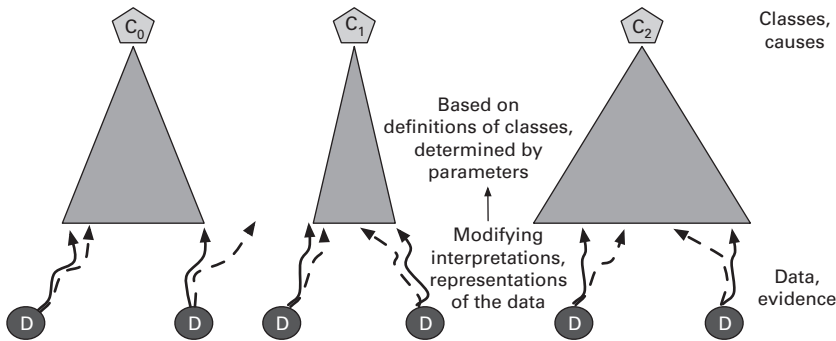 C₀
C₁
C₂
Classes,
causes
Based on
definitions of classes,
determined by
parameters
Modifying
interpretations,
representations
of the data
Data,
evidence
D
D
D
D
D
D